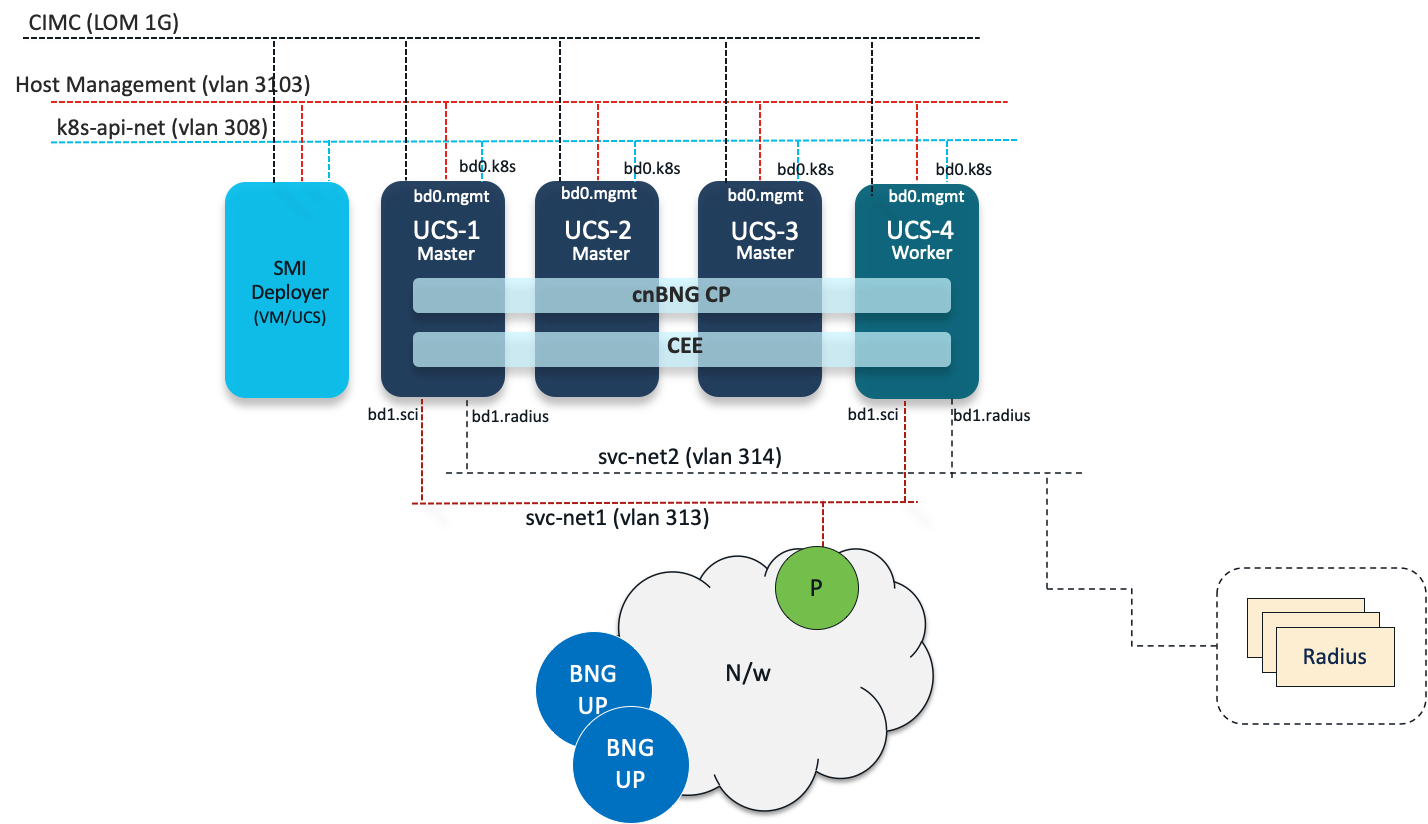 CIMC (LOM 1G)
Host Management (vlan 3103)
k8s-api-net (vlan 308)
bd0.k8s
bd0.k8s
bd0.k8s
bd0.k8s
bd0.mgmt
bd0.mgmt
bd0.mgmt
bd0.mgmt
UCS-1
Master
UCS-2
Master
UCS-3
Master
UCS-4
Worker
SMI
Deployer
(VM/UCS)
cnBNG CP
CEE
bd1.sci
bd1.radius
bd1.sci
bd1.radius
svc-net2 (vlan 314)
svc-net1 (vlan 313)
P
N/w
BNG
UP
BNG
UP
Radius